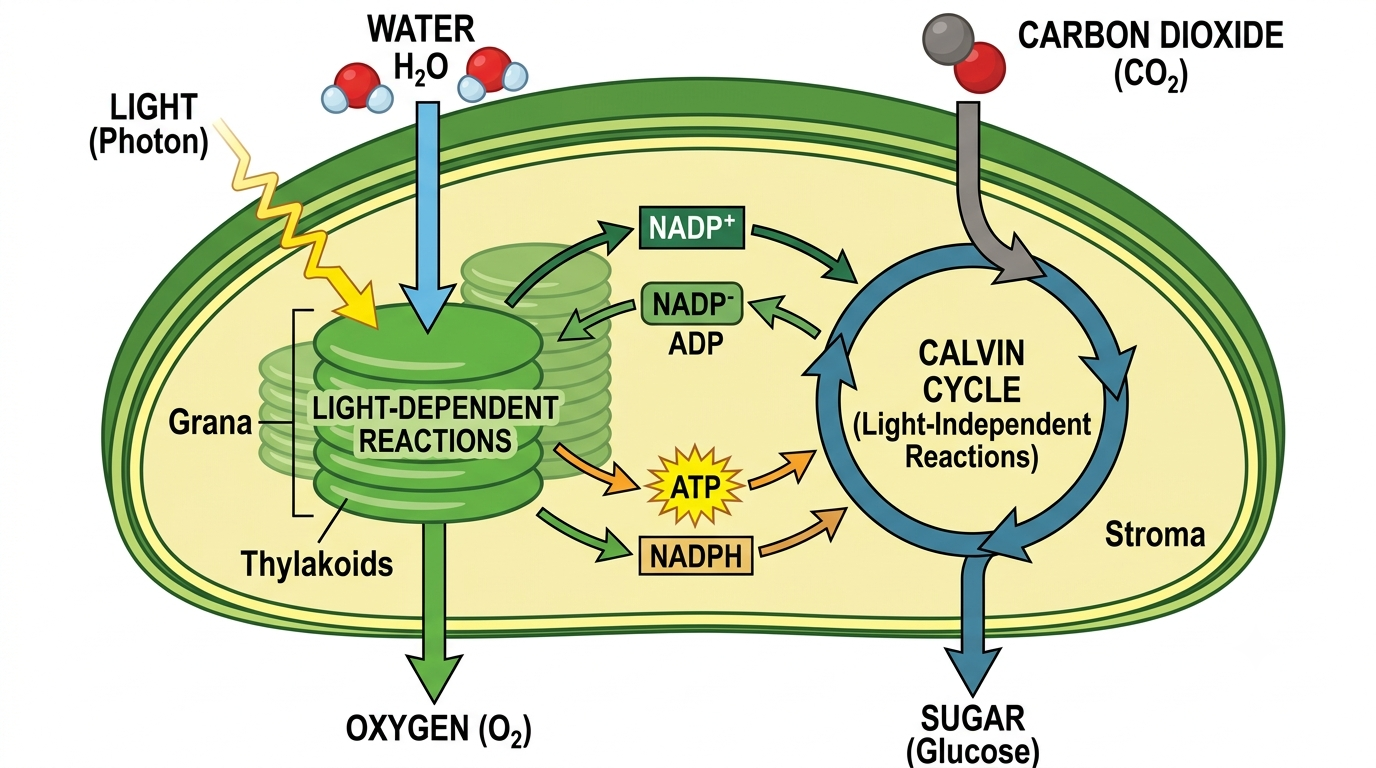 WATER
H₂O
CARBON DIOXIDE
(CO₂)
LIGHT
(Photon)
NADP⁺
NADP⁻
ADP
CALVIN
CYCLE
(Light-Independent
Reactions)
LIGHT-DEPENDENT
REACTIONS
Grana
ATP
NADPH
Stroma
Thylakoids
OXYGEN (O₂)
SUGAR
(Glucose)